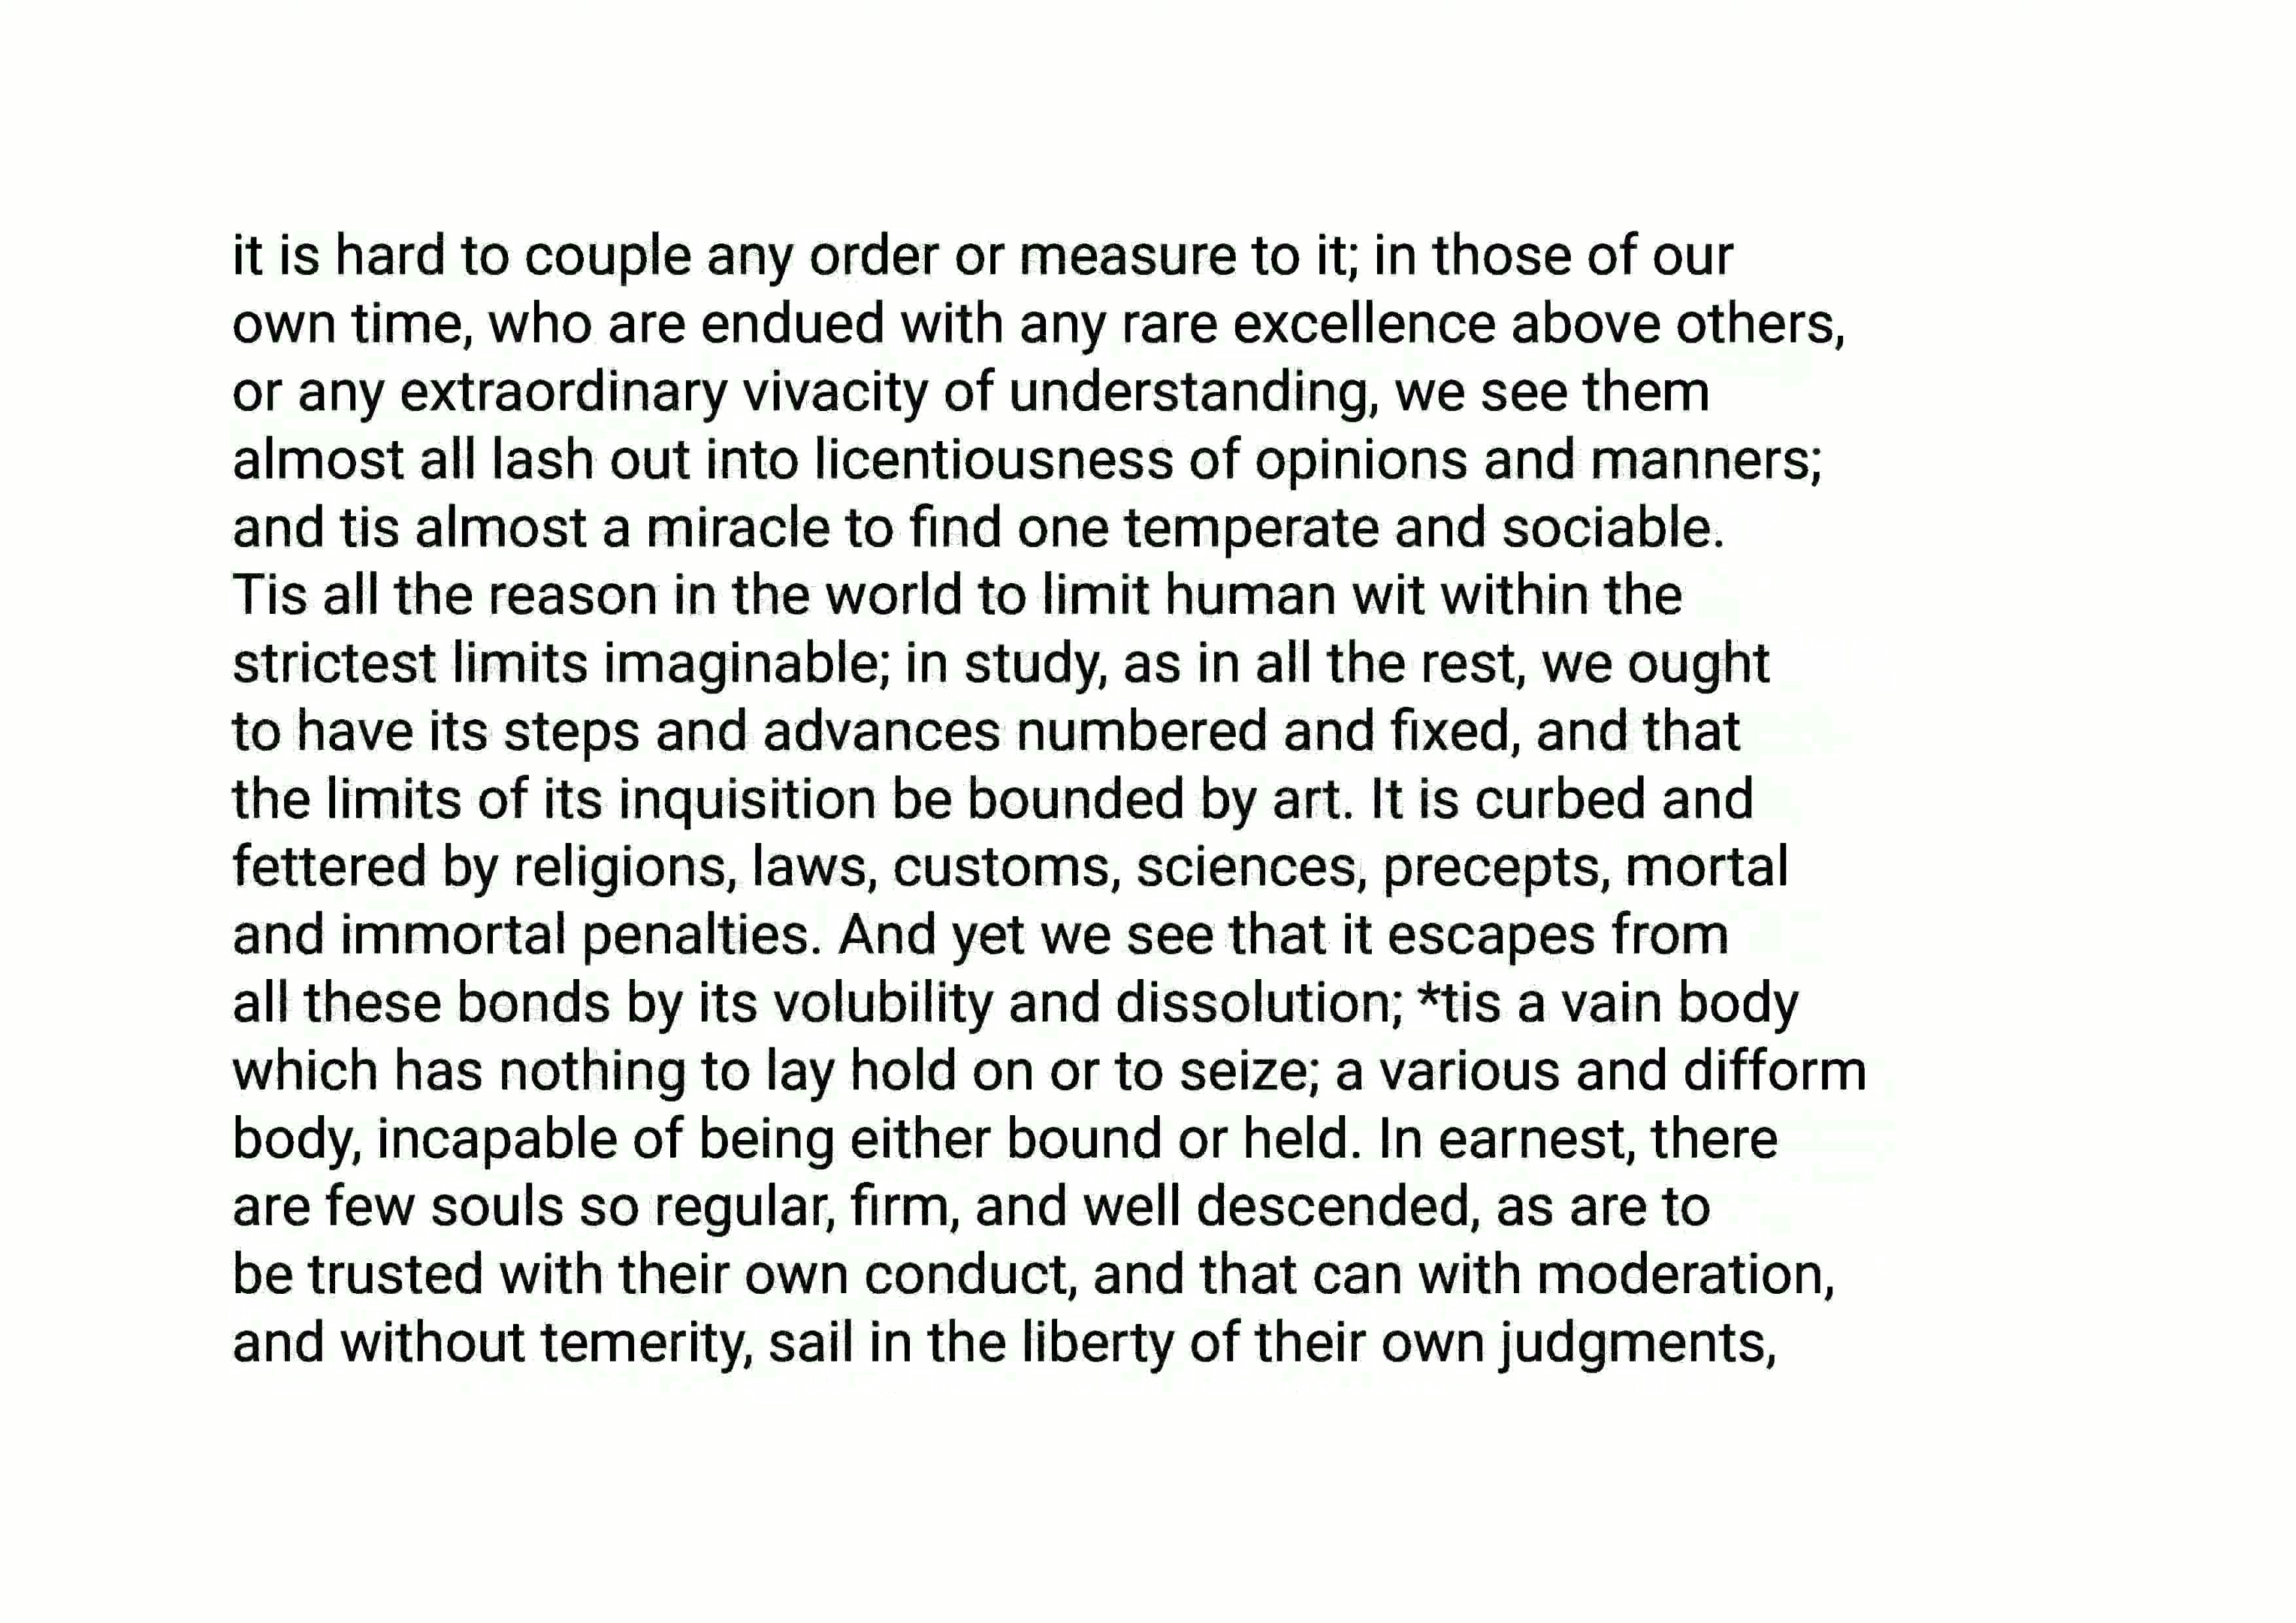 it is hard to couple any order or measure to it; in those of our
own time, who are endued with any rare excellence above others,
or any extraordinary vivacity of understanding, we see them
almost all lash out into licentiousness of opinions and manners;
and tis almost a miracle to find one temperate and sociable.
Tis all the reason in the world to limit human wit within the
strictest limits imaginable; in study, as in all the rest, we ought
to have its steps and advances numbered and fixed, and that
the limits of its inquisition be bounded by art. It is curbed and
fettered by religions, laws, customs, sciences, precepts, mortal
and immortal penalties. And yet we see that it escapes from
all these bonds by its volubility and dissolution; *tis a vain body
which has nothing to lay hold on or to seize; a various and difform
body, incapable of being either bound or held. In earnest, there
are few souls so regular, firm, and well descended, as are to
be trusted with their own conduct, and that can with moderation,
and without temerity, sail in the liberty of their own judgments,